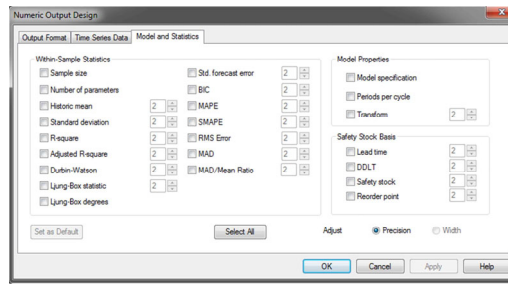 Numeric Output Design
Output Format
Time Series Data
Model and Statistics
Within-Sample Statistics
Sample size
Number of parameters
Historic mean 2
Standard deviation 2
R-square 2
Adjusted R-square 2
Durbin-Watson 2
Ljung-Box statistic 2
Ljung-Box degrees
Std. forecast error 2
BIC 2
MAPE 2
SMAPE 2
RMS Error 2
MAD 2
MAD/Mean Ratio 2
Model Properties
Model specification
Periods per cycle
Transform 2
Safety Stock Basis
Lead time 2
DDLT 2
Safety stock 2
Reorder point 2
Set as Default
Select All
Adjust
Precision
Width
OK
Cancel
Apply
Help